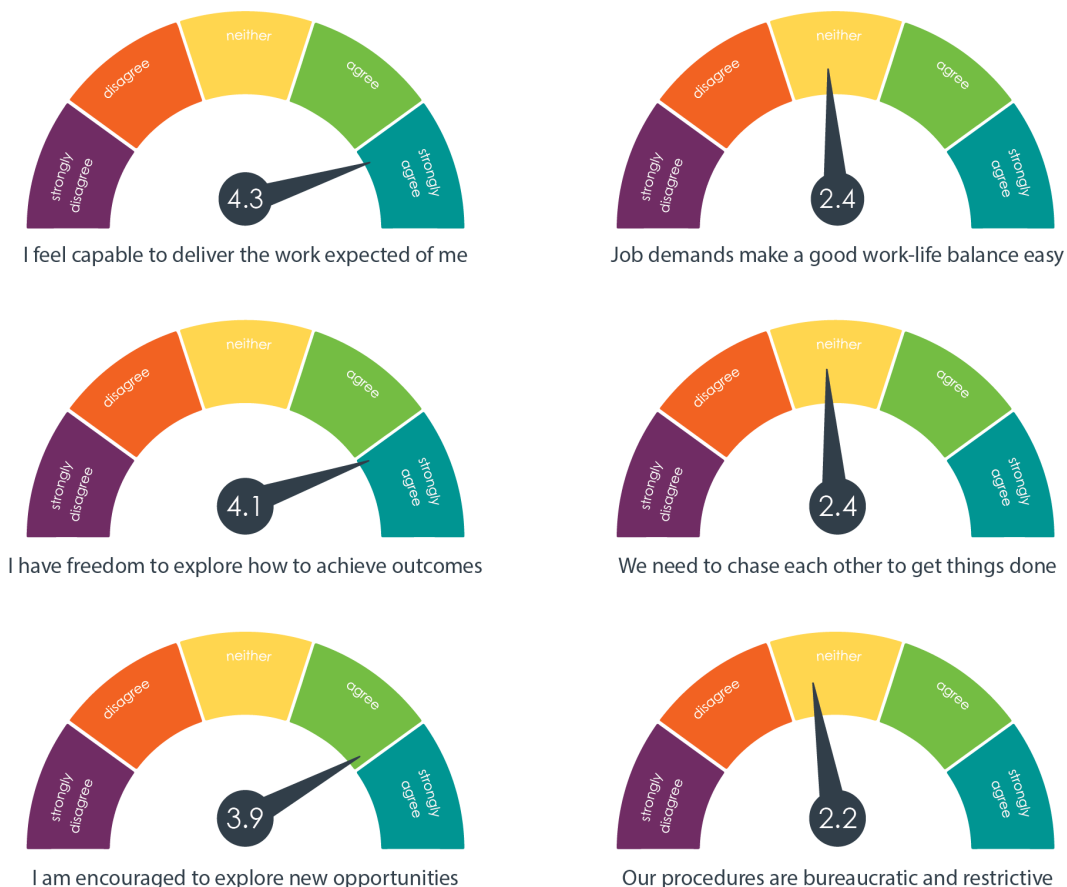 strongly
disagree
disagree
neither
agree
strongly
agree
4.3
I feel capable to deliver the work expected of me
strongly
disagree
disagree
neither
agree
strongly
agree
2.4
Job demands make a good work-life balance easy
strongly
disagree
disagree
neither
agree
strongly
agree
4.1
I have freedom to explore how to achieve outcomes
strongly
disagree
disagree
neither
agree
strongly
agree
2.4
We need to chase each other to get things done
strongly
disagree
disagree
neither
agree
strongly
agree
3.9
I am encouraged to explore new opportunities
strongly
disagree
disagree
neither
agree
strongly
agree
2.2
Our procedures are bureaucratic and restrictive